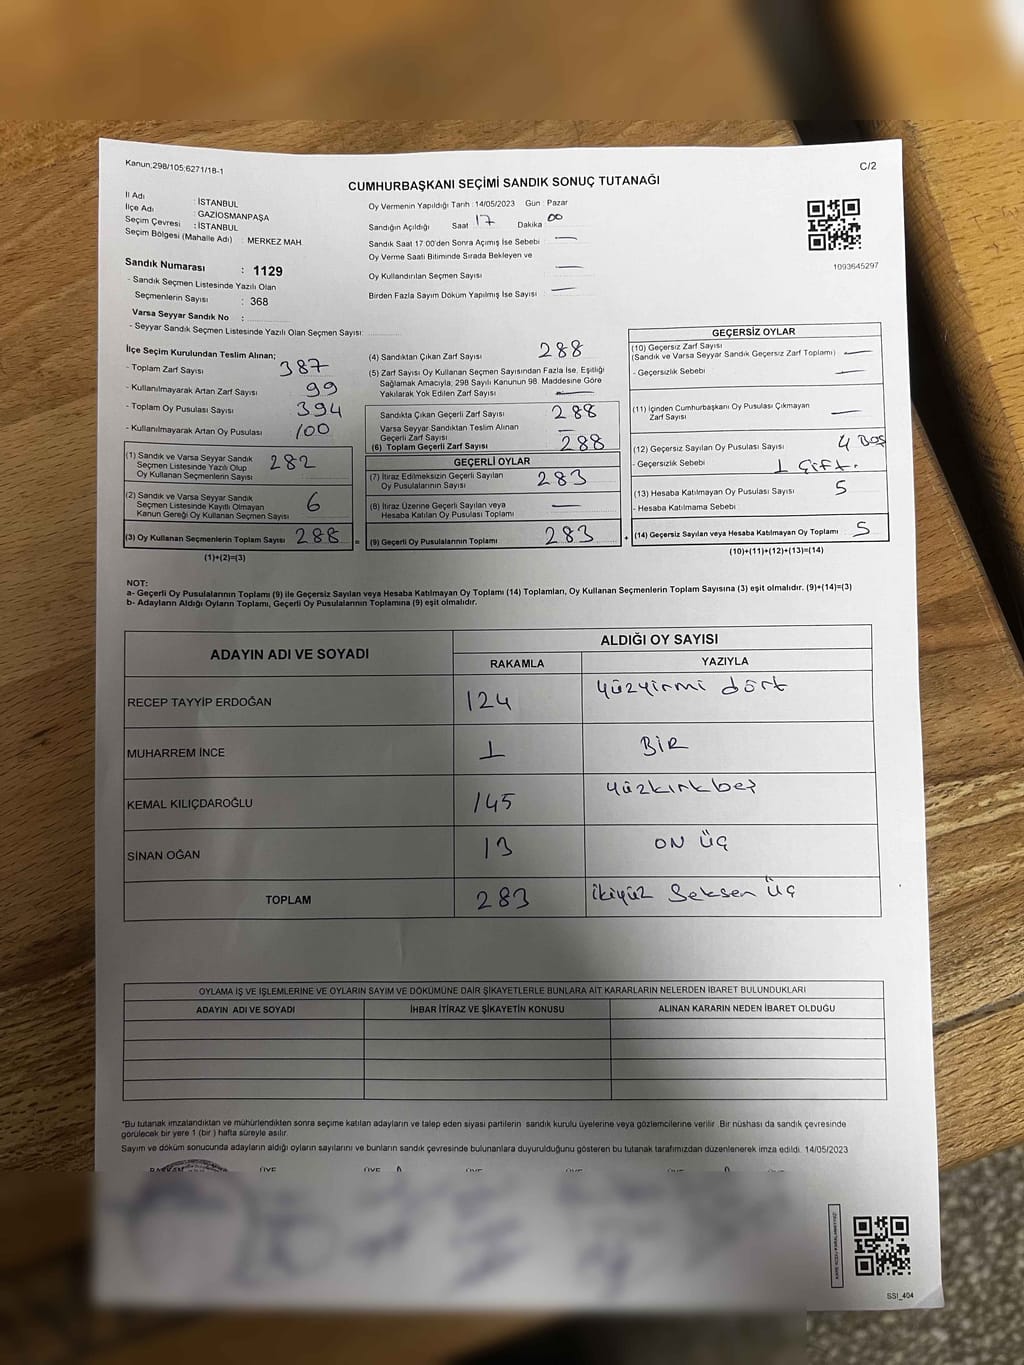 Kanun;298/105;6271/18-1
C/2
CUMHURBAŞKANI SEÇİMİ SANDIK SONUÇ TUTANAĞI
İl Adı : İSTANBUL
İlçe Adı : GAZİOSMANPAŞA
Seçim Çevresi : İSTANBUL
Seçim Bölgesi (Mahalle Adı) : MERKEZ MAH.
Oy Vermenin Yapıldığı Tarih : 14/05/2023 Gün : Pazar
Sandığın Açıldığı Saat 17 Dakika 00
Sandık Saat 17 00'den Sonra Açımış İse Sebebi : —
Oy Verme Saati Bitiminde Sırada Bekleyen ve
Oy Kullandırılan Seçmen Sayısı : —
Birden Fazla Sayım Döküm Yapılmış İse Sayısı : —
1093645297
Sandık Numarası : 1129
- Sandık Seçmen Listesinde Yazılı Olan
Seçmenlerin Sayısı : 368
Varsa Seyyar Sandık No :
- Seyyar Sandık Seçmen Listesinde Yazılı Olan Seçmen Sayısı:
İlçe Seçim Kurulundan Teslim Alınan;
- Toplam Zarf Sayısı : 387
- Kullanılmayarak Artan Zarf Sayısı : 99
- Toplam Oy Pusulası Sayısı : 394
- Kullanılmayarak Artan Oy Pusulası : 100
(1) Sandık ve Varsa Seyyar Sandık
Seçmen Listesinde Yazılı Olup
Oy Kullanan Seçmenlerin Sayısı : 282
(2) Sandık ve Varsa Seyyar Sandık
Seçmen Listesinde Kayıtlı Olmayan
Kanun Gereği Oy Kullanan Seçmen Sayısı : 6
(3) Oy Kullanan Seçmenlerin Toplam Sayısı : 288 =
(1)+(2)=(3)
(4) Sandıktan Çıkan Zarf Sayısı : 288
(5) Zarf Sayısı Oy Kullanan Seçmen Sayısından Fazla İse, Eşitliği
Sağlamak Amacıyla, 298 Sayılı Kanunun 98. Maddesine Göre
Yakılarak Yok Edilen Zarf Sayısı : —
Sandıkta Çıkan Geçerli Zarf Sayısı : 288
Varsa Seyyar Sandıktan Teslim Alınan
Geçerli Zarf Sayısı : —
(6) Toplam Geçerli Zarf Sayısı : 288
GEÇERLİ OYLAR
(7) İtiraz Edilmeksizin Geçerli Sayılan
Oy Pusulalarının Sayısı : 283
(8) İtiraz Üzerine Geçerli Sayılan veya
Hesaba Katılan Oy Pusulaları Toplamı : —
(9) Geçerli Oy Pusulalarının Toplamı : 283 +
GEÇERSİZ OYLAR
(10) Geçersiz Zarf Sayısı
(Sandık ve Varsa Seyyar Sandık Geçersiz Zarf Toplamı) : —
- Geçersizlik Sebebi : —
(11) İçinden Cumhurbaşkanı Oy Pusulası Çıkmayan
Zarf Sayısı : —
(12) Geçersiz Sayılan Oy Pusulası Sayısı : 4 BOŞ
- Geçersizlik Sebebi : 1 Çift.
(13) Hesaba Katılmayan Oy Pusulası Sayısı : 5
- Hesaba Katılmama Sebebi :
(14) Geçersiz Sayılan veya Hesaba Katılmayan Oy Toplamı : 5
(10)+(11)+(12)+(13)=(14)
NOT:
a- Geçerli Oy Pusulalarının Toplamı (9) ile Geçersiz Sayılan veya Hesaba Katılmayan Oy Toplamı (14) Toplamları, Oy Kullanan Seçmenlerin Toplam Sayısına (3) eşit olmalıdır. (9)+(14)=(3)
b- Adayların Aldığı Oyların Toplamı, Geçerli Oy Pusulalarının Toplamına (9) eşit olmalıdır.
ADAYIN ADI VE SOYADI
ALDIĞI OY SAYISI
RAKAMLA YAZIYLA
RECEP TAYYİP ERDOĞAN 124 yüzyirmi dört
MUHARREM İNCE 1 BİR
KEMAL KILIÇDAROĞLU 145 yüzkırkbeş
SİNAN OĞAN 13 ON ÜÇ
TOPLAM 283 ikiyüz Seksen Üç
OYLAMA İŞ VE İŞLEMLERİNE VE OYLARIN SAYIM VE DÖKÜMÜNE DAİR ŞİKAYETLERLE BUNLARA AİT KARARLARIN NELERDEN İBARET BULUNDUKLARI
ADAYIN ADI VE SOYADI İHBAR İTİRAZ VE ŞİKAYETİN KONUSU ALINAN KARARIN NEDEN İBARET OLDUĞU
*Bu tutanak imzalandıktan ve mühürlendikten sonra seçime katılan adayların ve talep eden siyasi partilerin sandık kurulu üyelerine veya gözlemcilerine verilir .Bir nüshası da sandık çevresinde
görülecek bir yere 1 (bir ) hafta süreyle asılır.
Sayım ve döküm sonucunda adayların aldığı oyların sayılarını ve bunların sandık çevresinde bulunanlara duyurulduğunu gösteren bu tutanak tarafımızdan düzenlenerek imza edildi. 14/05/2023
BAŞKAN ÜYE ÜYE ÜYE ÜYE ÜYE ÜYE
SSI_404